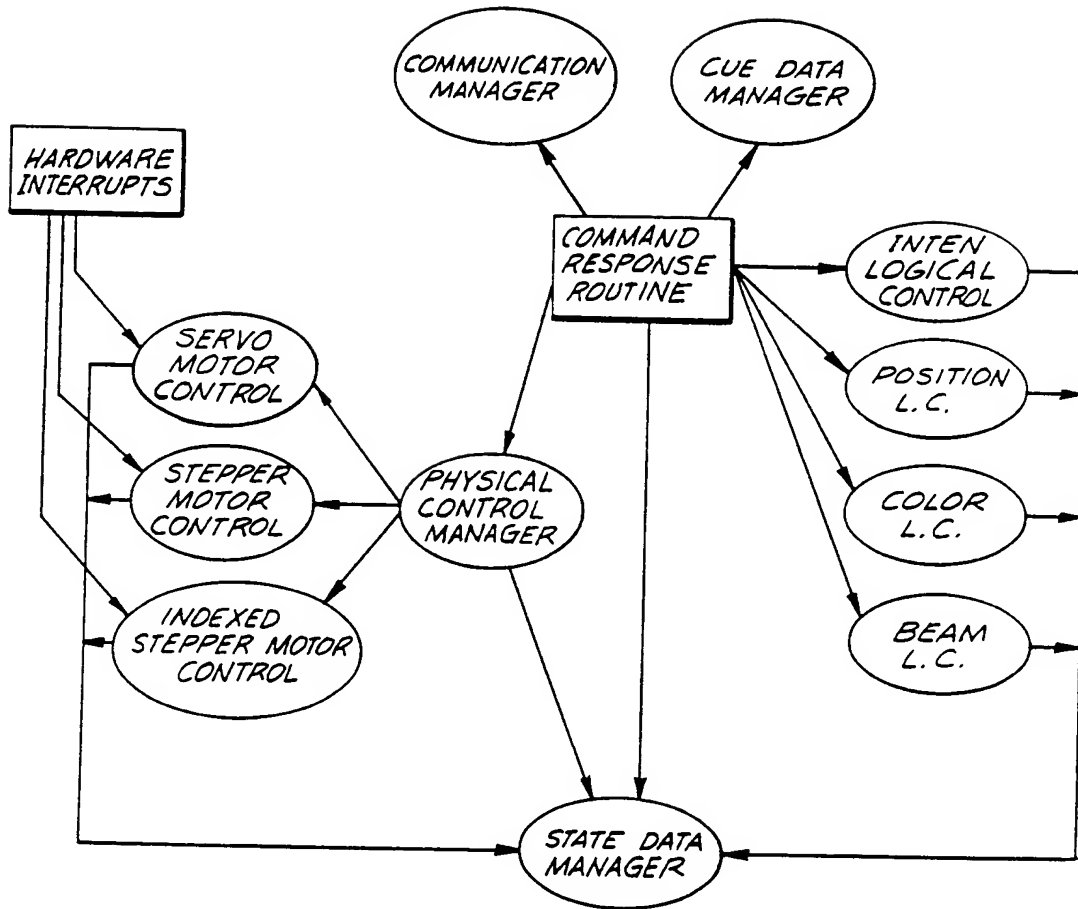 COMMUNICATION
MANAGER
CUE DATA
MANAGER
HARDWARE
INTERRUPTS
COMMAND
RESPONSE
ROUTINE
INTEN
LOGICAL
CONTROL
SERVO
MOTOR
CONTROL
POSITION
L.C.
STEPPER
MOTOR
CONTROL
PHYSICAL
CONTROL
MANAGER
COLOR
L.C.
INDEXED
STEPPER MOTOR
CONTROL
BEAM
L.C.
STATE DATA
MANAGER